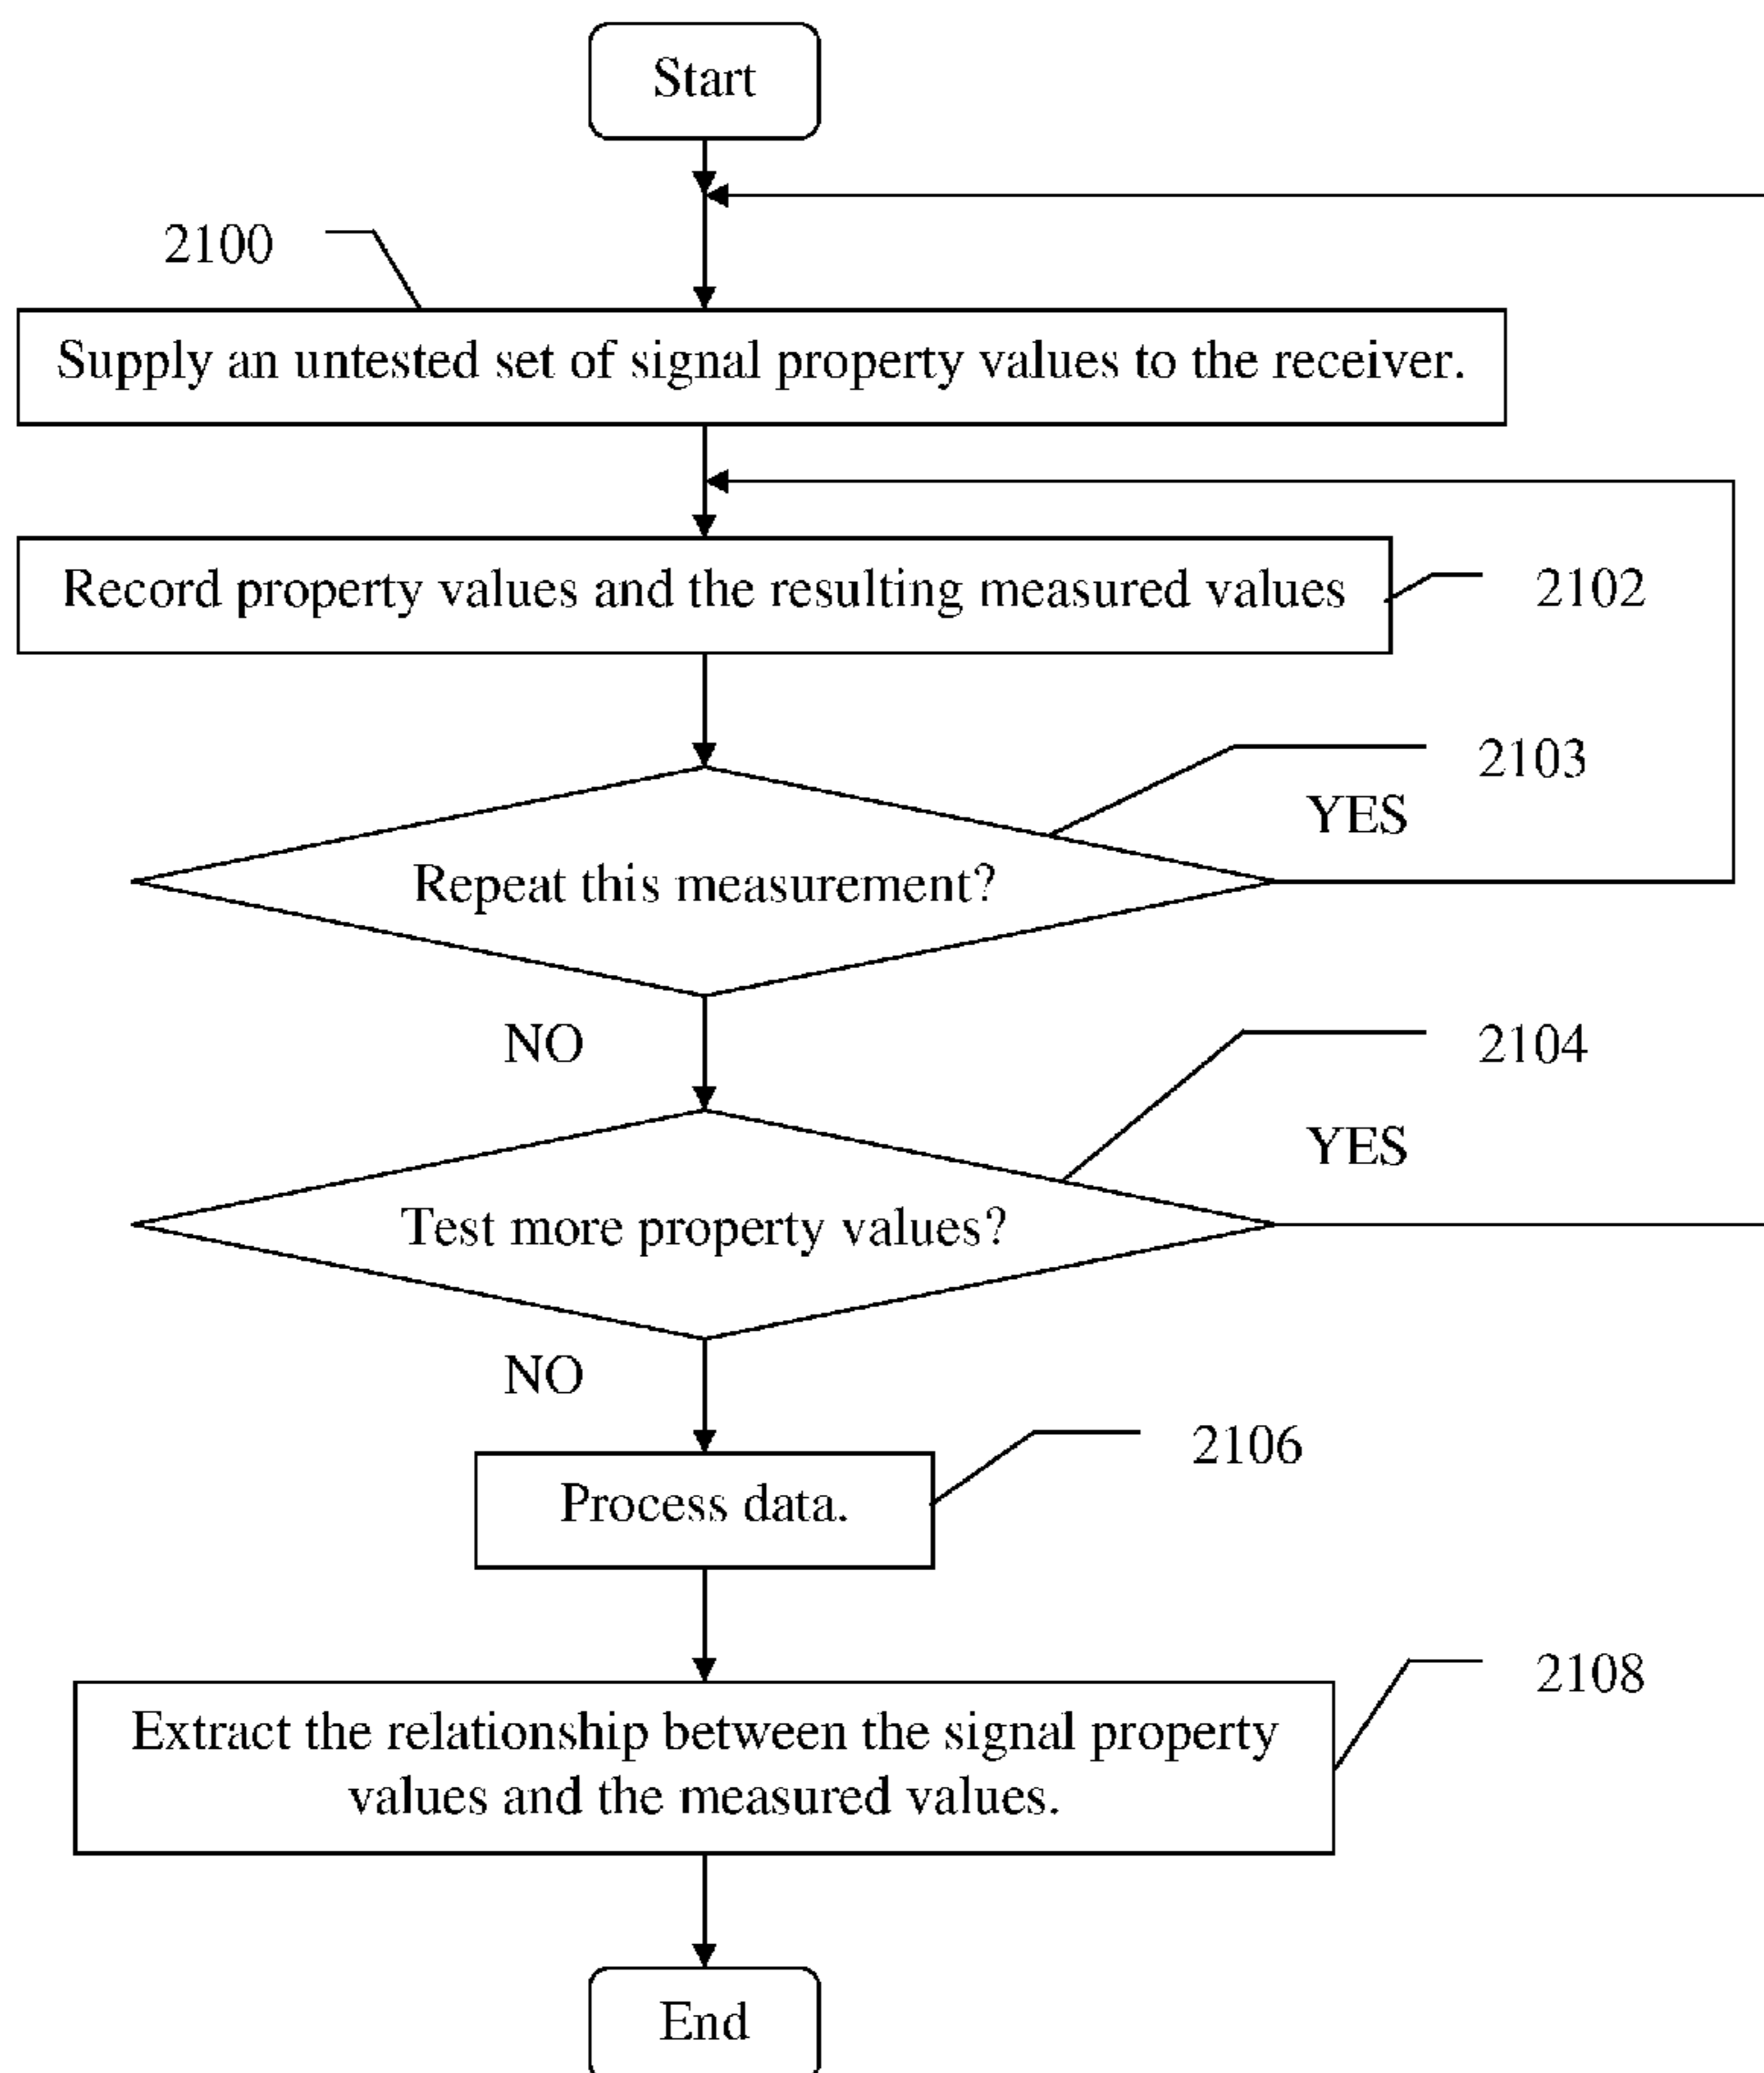 Start
2100
Supply an untested set of signal property values to the receiver.
Record property values and the resulting measured values
2102
2103
YES
Repeat this measurement?
NO
2104
YES
Test more property values?
NO
2106
Process data.
2108
Extract the relationship between the signal property
values and the measured values.
End